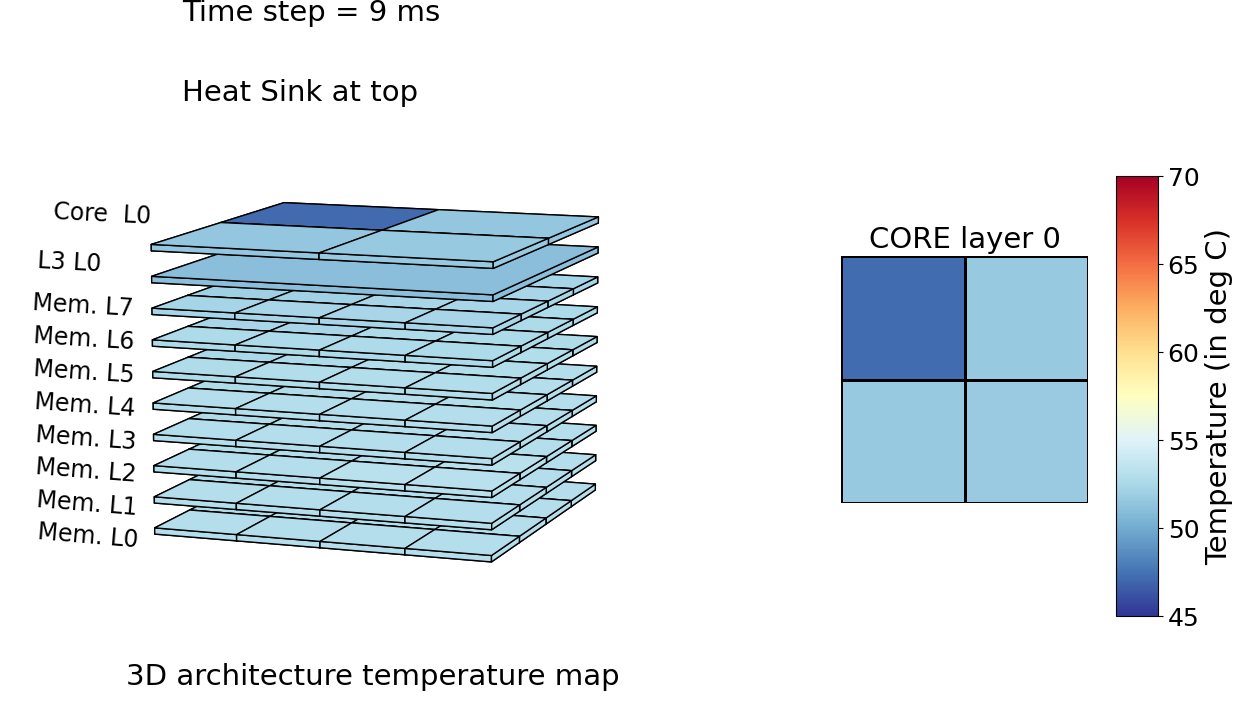 Time step = 9 ms
Heat Sink at top
Core L0
L3 L0
Mem. L7
Mem. L6
Mem. L5
Mem. L4
Mem. L3
Mem. L2
Mem. L1
Mem. L0
3D architecture temperature map
CORE layer 0
70
65
60
55
50
45
Temperature (in deg C)